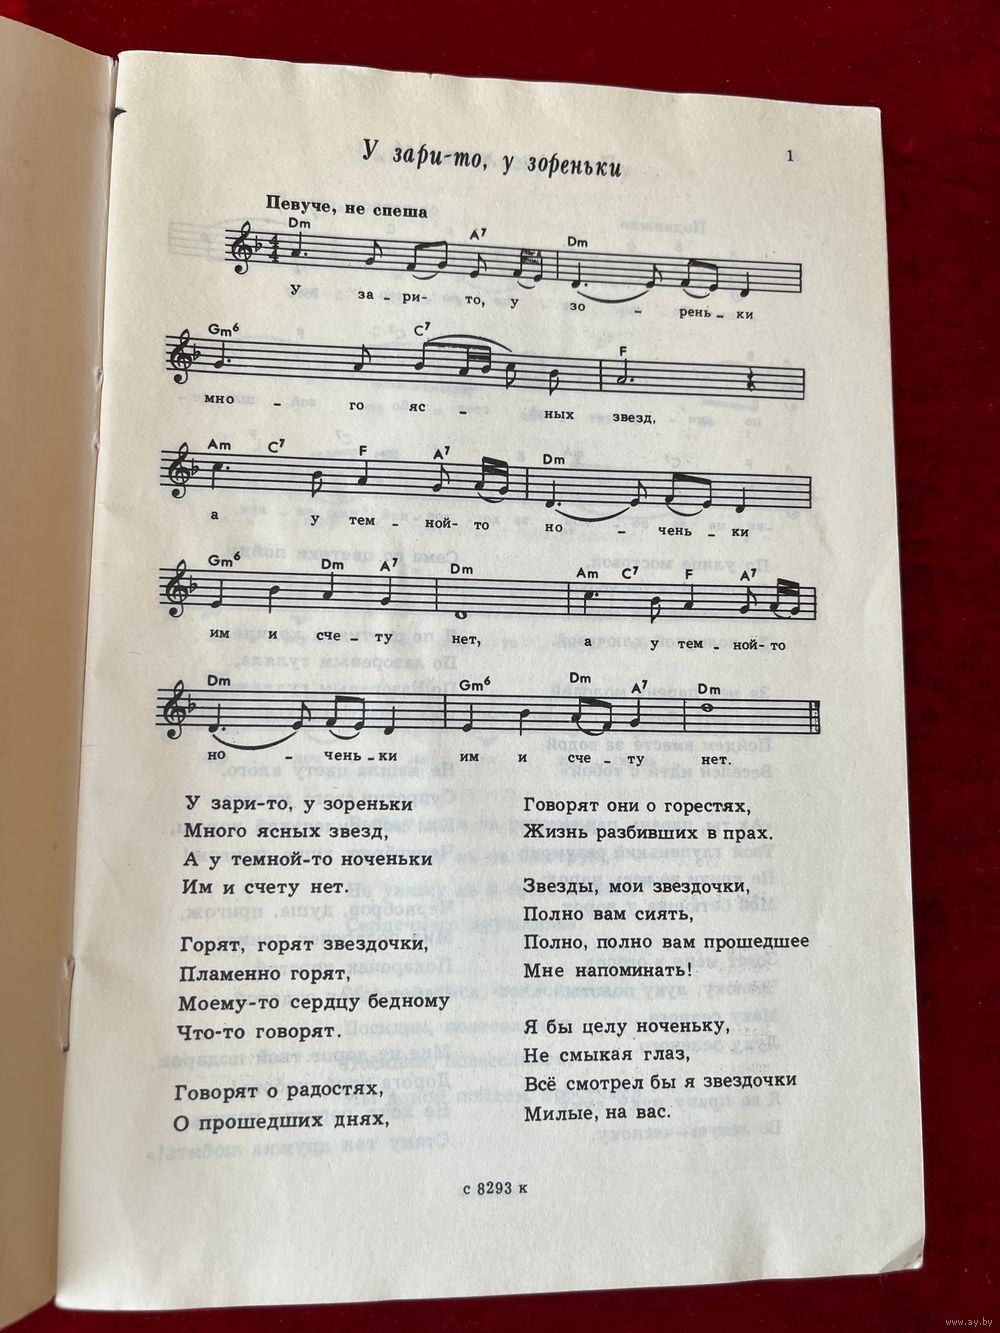 У зари-то, у зореньки
1
Певуче, не спеша
Dm A7 Dm
У за - ри- то, у зо - рень - ки
Gm6 C7 F
мно - го яс - ных звезд,
Am C7 F A7 Dm
а у тем - ной- то но - чень - ки
Gm6 Dm A7 Dm Am C7 F A7
им и сче - ту нет, а у тем - ной- то
Dm Gm6 Dm A7 Dm
но - чень - ки им и сче - ту нет.
У зари-то, у зореньки
Много ясных звезд,
А у темной-то ноченьки
Им и счету нет.
Горят, горят звездочки,
Пламенно горят,
Моему-то сердцу бедному
Что-то говорят.
Говорят о радостях,
О прошедших днях,
Говорят они о горестях,
Жизнь разбивших в прах.
Звезды, мои звездочки,
Полно вам сиять,
Полно, полно вам прошедшее
Мне напоминать!
Я бы целу ноченьку,
Не смыкая глаз,
Всё смотрел бы я звездочки
Милые, на вас.
с 8293 к
www.ay.by